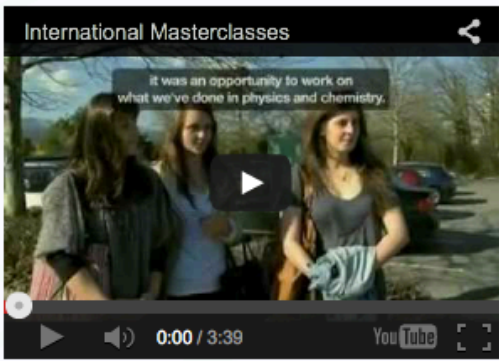 International Masterclasses
it was an opportunity to work on
what we've done in physics and chemistry.
0:00 / 3:39
YouTube